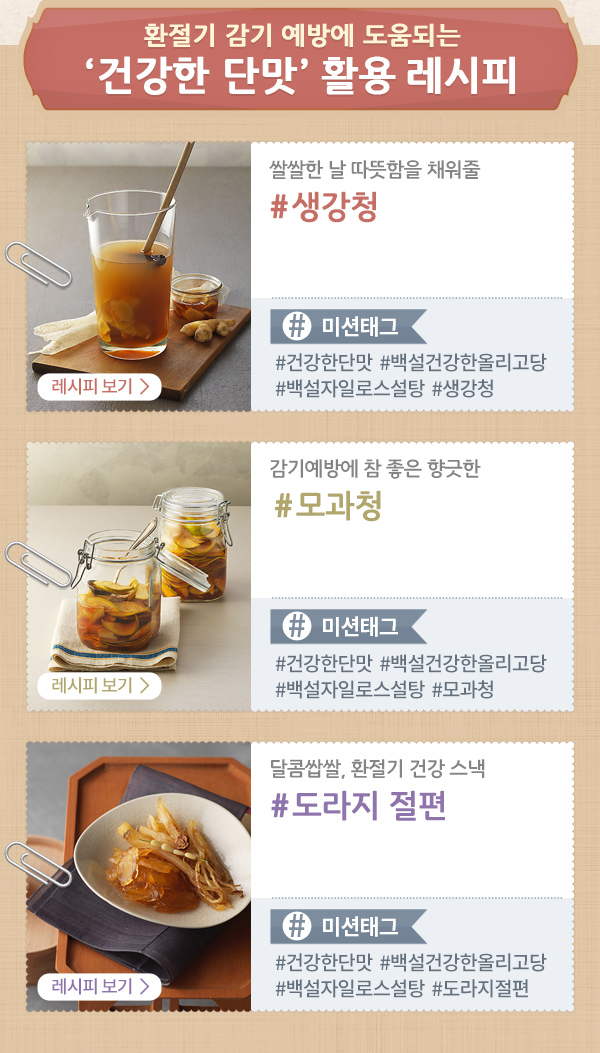 환절기 감기 예방에 도움되는
‘건강한 단맛’ 활용 레시피
쌀쌀한 날 따뜻함을 채워줄
#생강청
# 미션태그
#건강한단맛 #백설건강한올리고당
#백설자일로스설탕 #생강청
레시피 보기 >
감기예방에 참 좋은 향긋한
#모과청
# 미션태그
#건강한단맛 #백설건강한올리고당
#백설자일로스설탕 #모과청
레시피 보기 >
달콤쌉쌀, 환절기 건강 스낵
#도라지 절편
# 미션태그
#건강한단맛 #백설건강한올리고당
#백설자일로스설탕 #도라지절편
레시피 보기 >